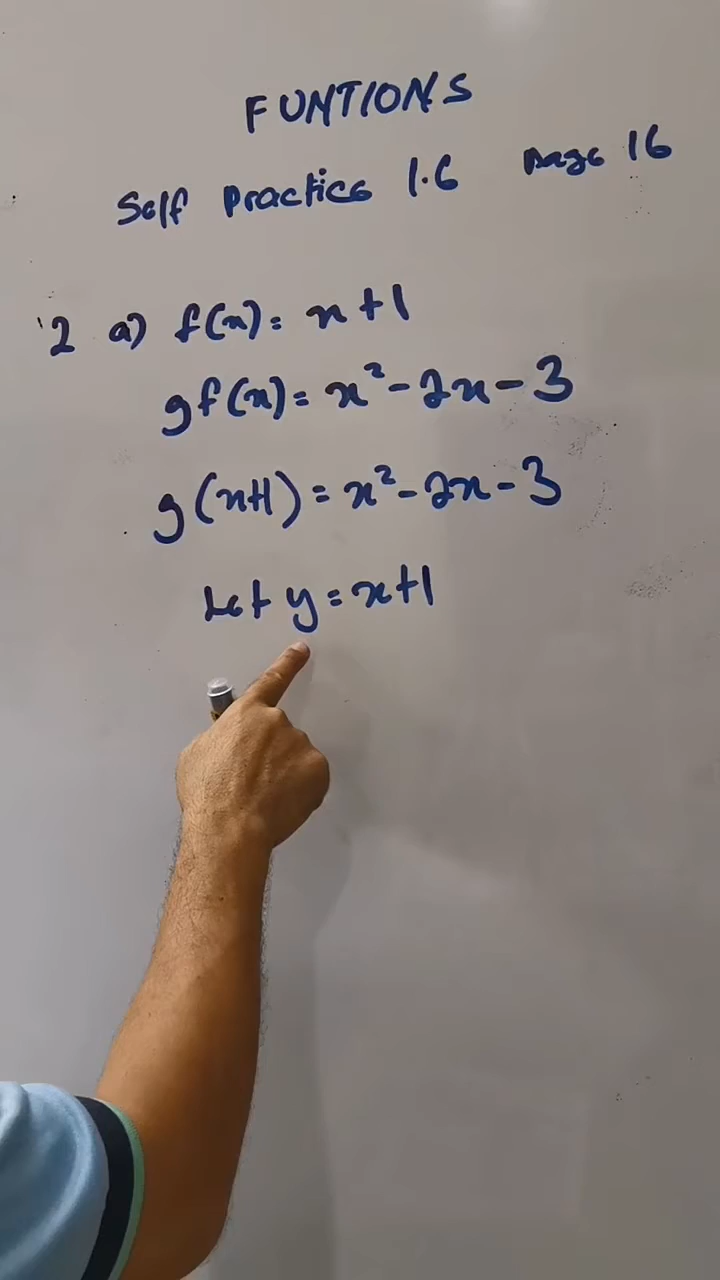 FUNTIONS
Self Practice 1.6 page 16
2 a) f(x) = x+1
gf(x) = x² - 2x - 3
g(x+1) = x² - 2x - 3
Let y = x+1